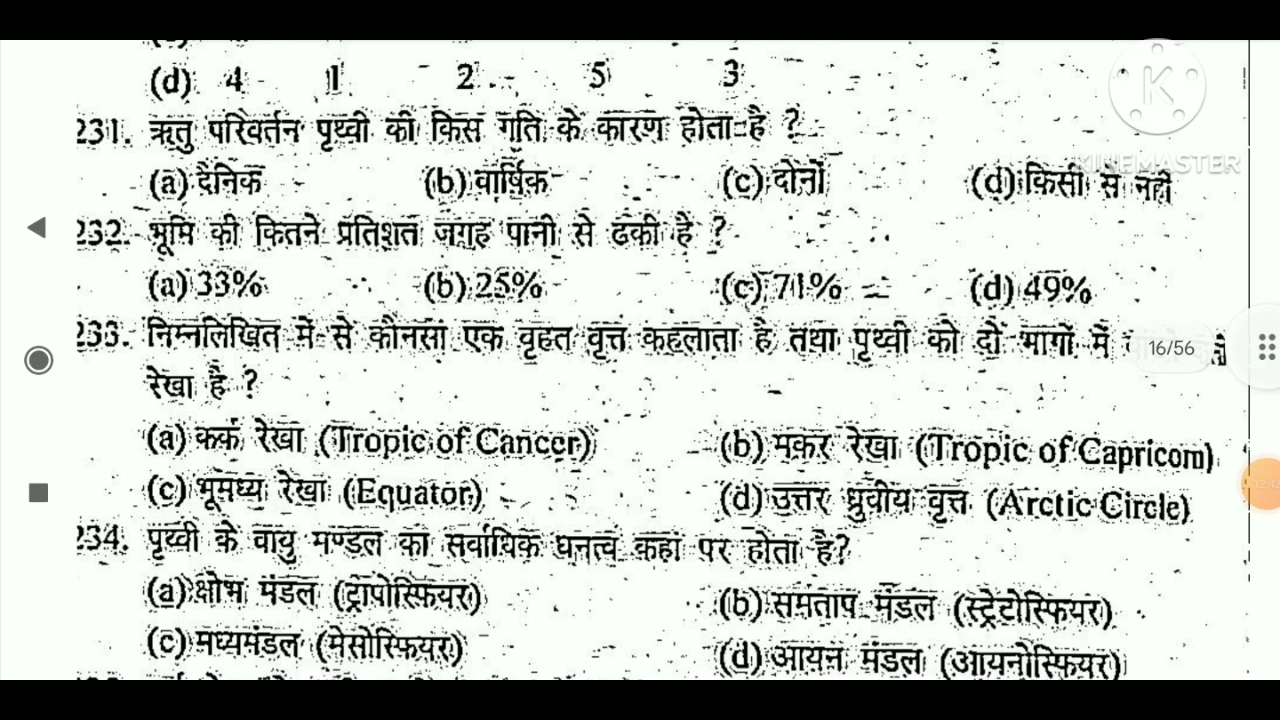 (d) 4 1 2 5 3
231. ऋतु परिवर्तन पृथ्वी की किस गति के कारण होता है ?
(a) दैनिक (b) वार्षिक (c) दोनों (d) किसी से नही
KINEMASTER
232. भूमि की कितने प्रतिशत जगह पानी से ढकी है ?
(a) 33% (b) 25% (c) 71% (d) 49%
233. निम्नलिखित में से कौनसा एक वृहत वृत्त कहलाता है तथा पृथ्वी को दो भागों में
16/56
रेखा है ?
(a) कर्क रेखा (Tropic of Cancer) (b) मकर रेखा (Tropic of Capricom)
(c) भूमध्य रेखा (Equator) (d) उत्तर ध्रुवीय वृत्त (Arctic Circle)
12:42
234. पृथ्वी के वायु मण्डल का सर्वाधिक घनत्व कहा पर होता है?
(a) क्षोभ मंडल (ट्रापोस्फियर) (b) समताप मंडल (स्ट्रेटोस्फियर)
(c) मध्यमंडल (मेसोस्फियर) (d) आयन मंडल (आयनोस्फियर)